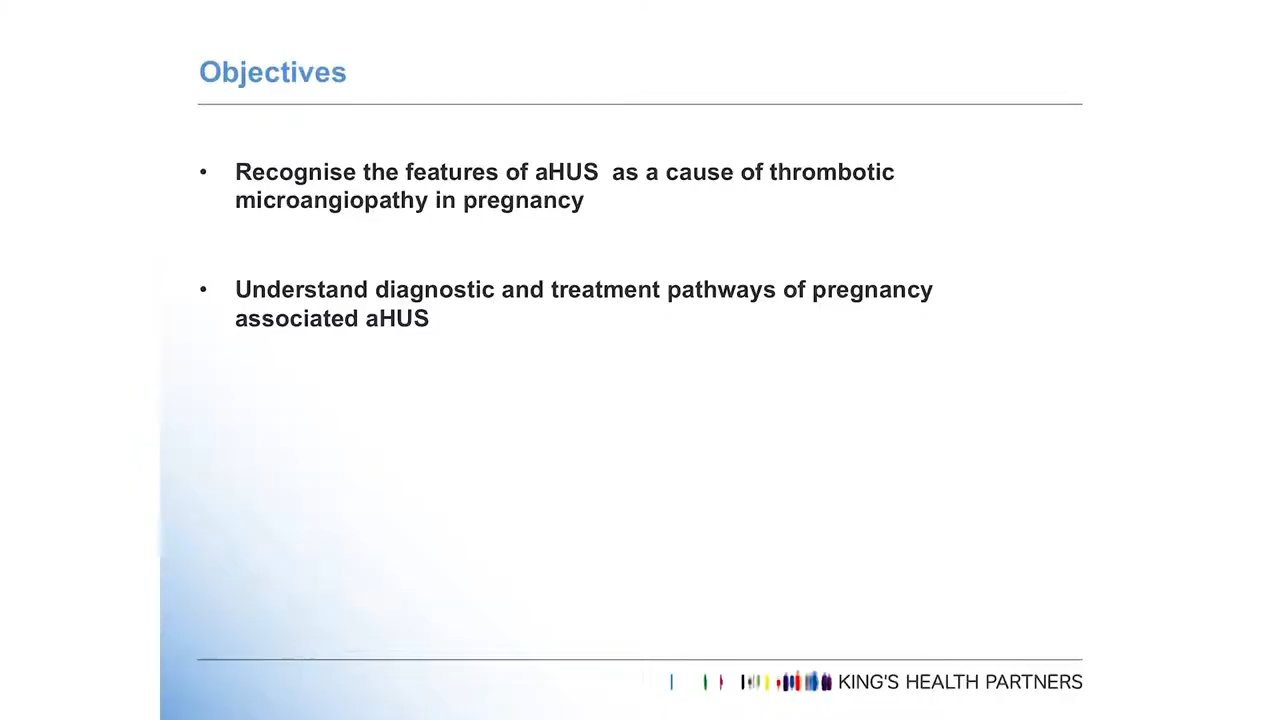 Objectives
• Recognise the features of aHUS as a cause of thrombotic
microangiopathy in pregnancy
• Understand diagnostic and treatment pathways of pregnancy
associated aHUS
KING'S HEALTH PARTNERS